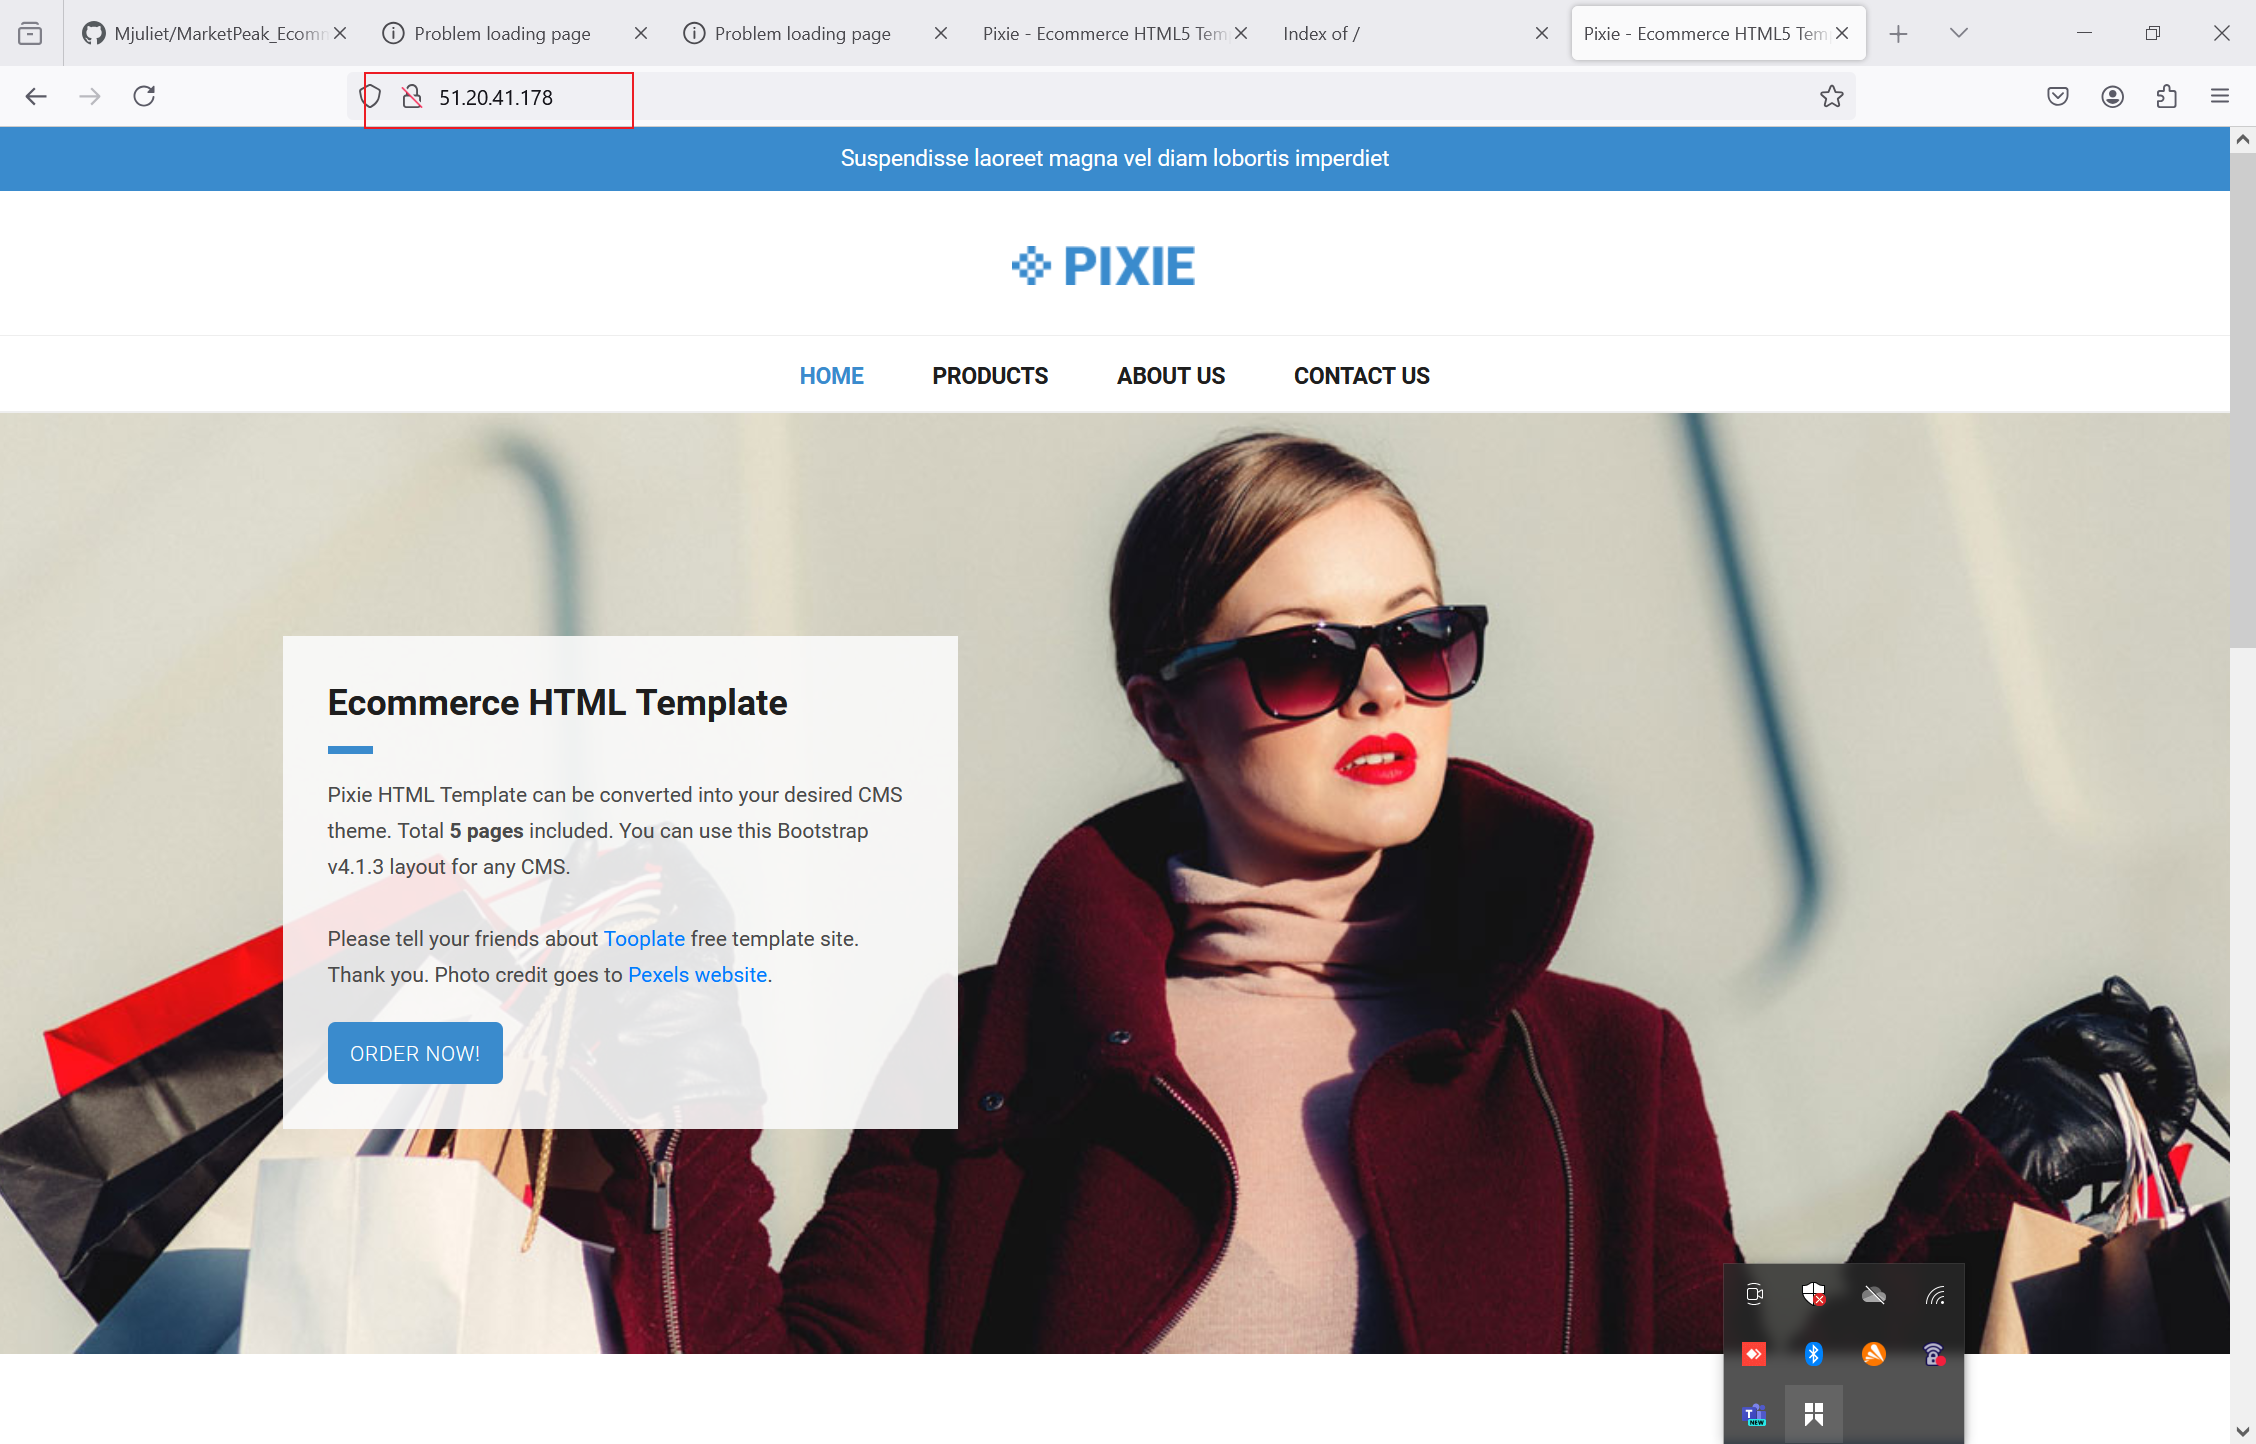 Mjuliet/MarketPeak_Ecomm
Problem loading page
Problem loading page
Pixie - Ecommerce HTML5 Tem
Index of /
Pixie - Ecommerce HTML5 Tem
51.20.41.178
Suspendisse laoreet magna vel diam lobortis imperdiet
PIXIE
HOME PRODUCTS ABOUT US CONTACT US
Ecommerce HTML Template
Pixie HTML Template can be converted into your desired CMS
theme. Total 5 pages included. You can use this Bootstrap
v4.1.3 layout for any CMS.
Please tell your friends about Tooplate free template site.
Thank you. Photo credit goes to Pexels website.
ORDER NOW!
T
NEW